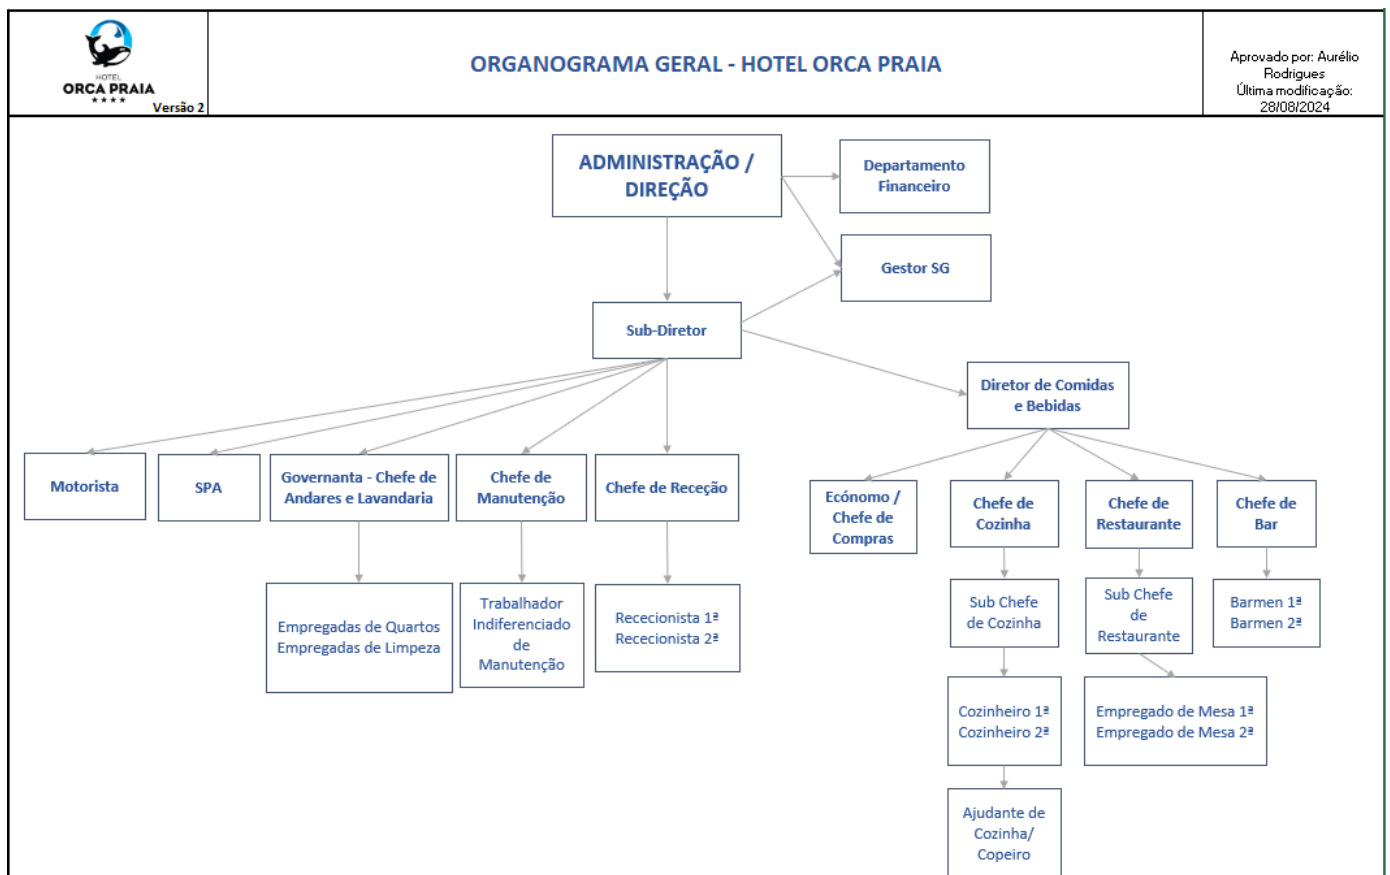 HOTEL
ORCA PRAIA
★★★★
Versão 2
ORGANOGRAMA GERAL - HOTEL ORCA PRAIA
Aprovado por: Aurélio
Rodrigues
Última modificação:
28/08/2024
ADMINISTRAÇÃO /
DIREÇÃO
Departamento
Financeiro
Gestor SG
Sub-Diretor
Diretor de Comidas
e Bebidas
Motorista
SPA
Governanta - Chefe de
Andares e Lavandaria
Chefe de
Manutenção
Chefe de Receção
Ecónomo /
Chefe de
Compras
Chefe de
Cozinha
Chefe de
Restaurante
Chefe de
Bar
Empregadas de Quartos
Empregadas de Limpeza
Trabalhador
Indiferenciado
de
Manutenção
Rececionista 1ª
Rececionista 2ª
Sub Chefe
de Cozinha
Sub Chefe
de
Restaurante
Barmen 1ª
Barmen 2ª
Cozinheiro 1ª
Cozinheiro 2ª
Empregado de Mesa 1ª
Empregado de Mesa 2ª
Ajudante de
Cozinha/
Copeiro